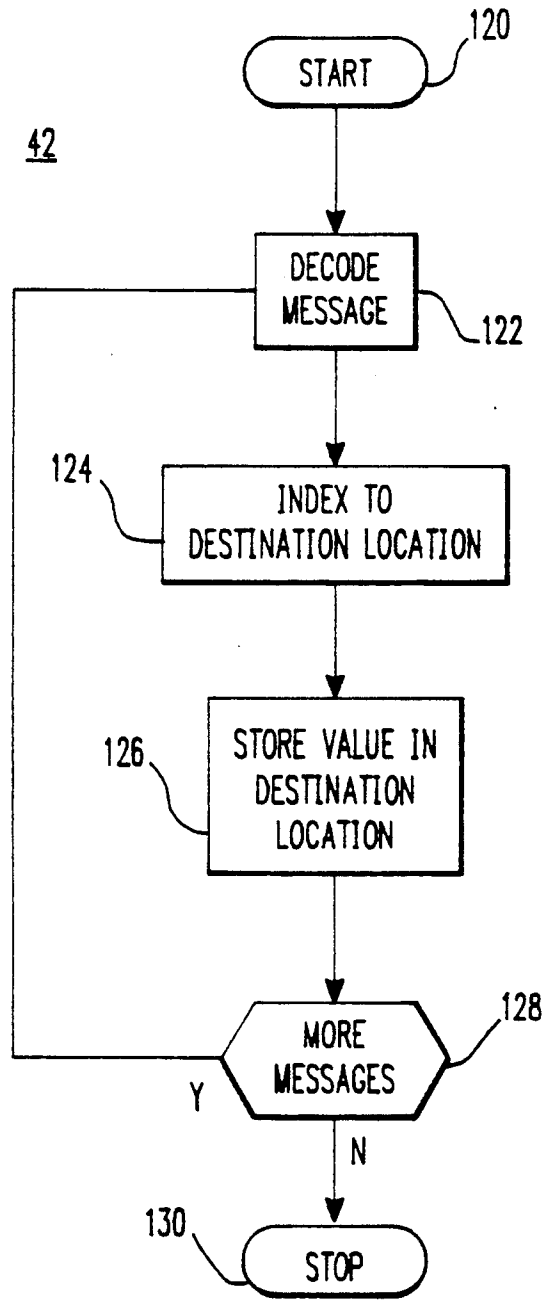 120
START
42
DECODE
MESSAGE
122
124
INDEX TO
DESTINATION LOCATION
126
STORE VALUE IN
DESTINATION
LOCATION
128
MORE
MESSAGES
Y
N
130
STOP